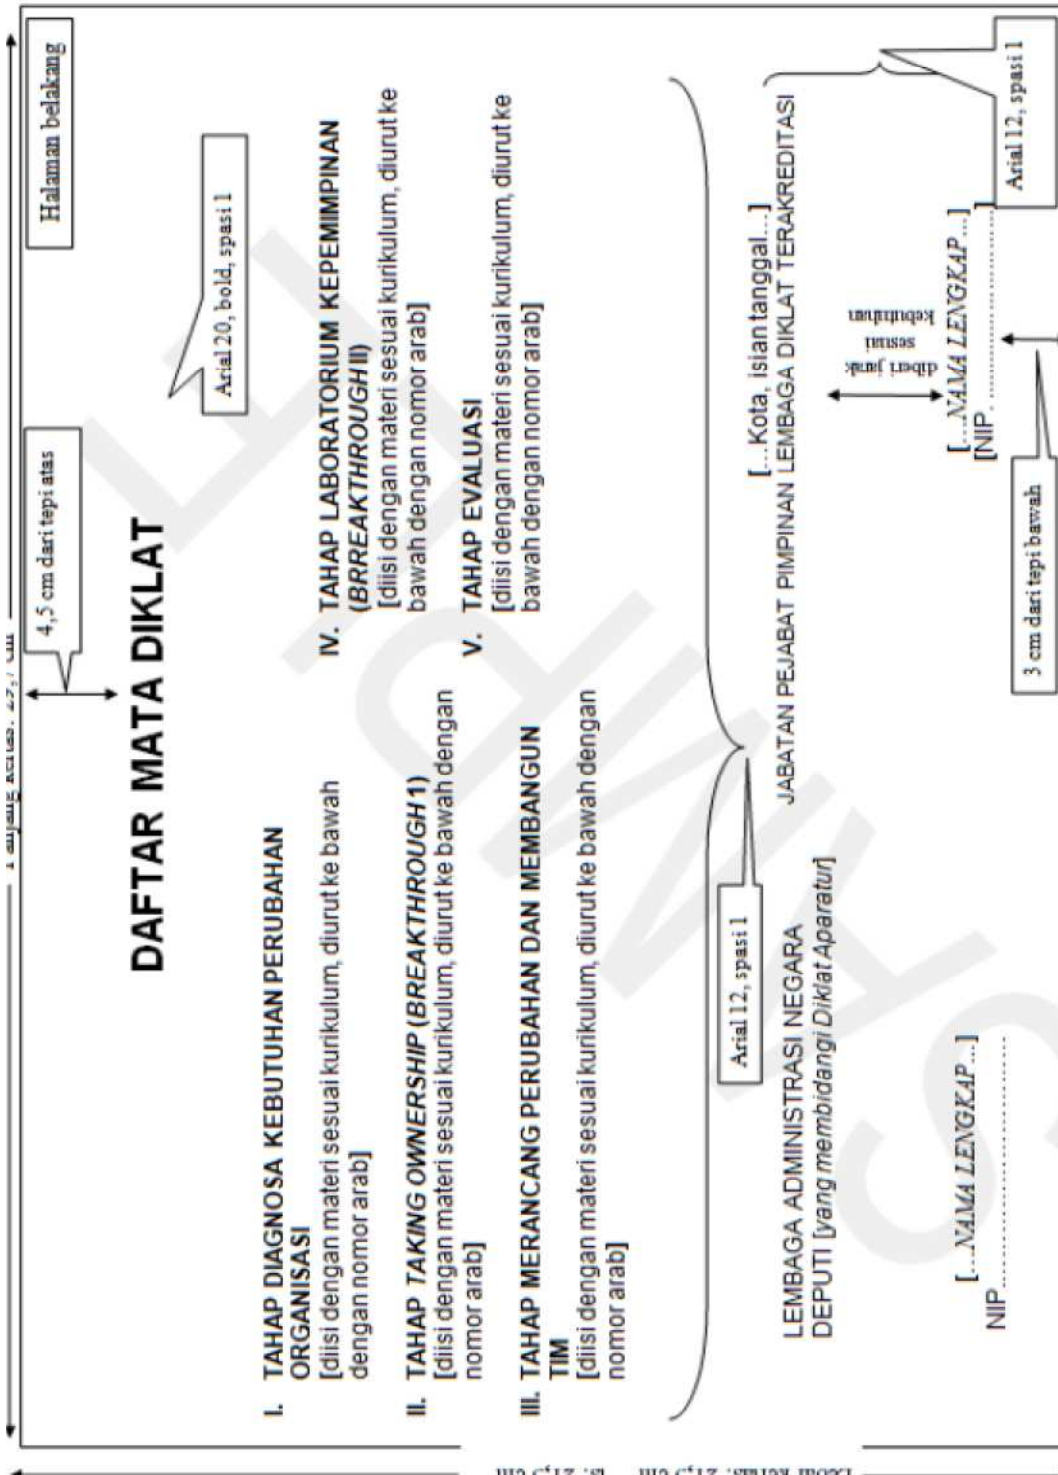 Halaman belakang
4,5 cm dari tepi atas
DAFTAR MATA DIKLAT
Arial 20, bold, spasi 1
I. TAHAP DIAGNOSA KEBUTUHAN PERUBAHAN
ORGANISASI
[diisi dengan materi sesuai kurikulum, diurut ke bawah
dengan nomor arab]
II. TAHAP TAKING OWNERSHIP (BREAKTHROUGH 1)
[diisi dengan materi sesuai kurikulum, diurut ke bawah dengan
nomor arab]
III. TAHAP MERANCANG PERUBAHAN DAN MEMBANGUN
TIM
[diisi dengan materi sesuai kurikulum, diurut ke bawah dengan
nomor arab]
IV. TAHAP LABORATORIUM KEPEMIMPINAN
(BRREAKTHROUGH II)
[diisi dengan materi sesuai kurikulum, diurut ke
bawah dengan nomor arab]
V. TAHAP EVALUASI
[diisi dengan materi sesuai kurikulum, diurut ke
bawah dengan nomor arab]
Arial 12, spasi 1
LEMBAGA ADMINISTRASI NEGARA
DEPUTI [yang membidangi Diklat Aparatur]
[...NAMA LENGKAP...]
NIP...............................
[...Kota, isian tanggal...]
JABATAN PEJABAT PIMPINAN LEMBAGA DIKLAT TERAKREDITASI
diberi jarak
sesuai
kebutuhan
[...NAMA LENGKAP...]
[NIP. ............................]
Arial 12, spasi 1
3 cm dari tepi bawah
SAMPEL